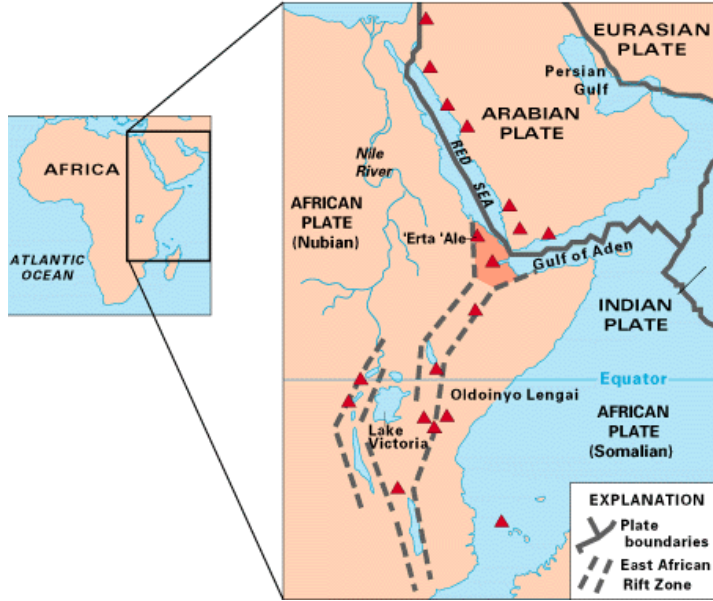 AFRICA
ATLANTIC
OCEAN
EURASIAN
PLATE
Persian
Gulf
ARABIAN
PLATE
RED
SEA
Nile
River
AFRICAN
PLATE
(Nubian)
'Erta 'Ale
Gulf of Aden
INDIAN
PLATE
Equator
Oldoinyo Lengai
AFRICAN
PLATE
(Somalian)
Lake
Victoria
EXPLANATION
Plate
boundaries
East African
Rift Zone